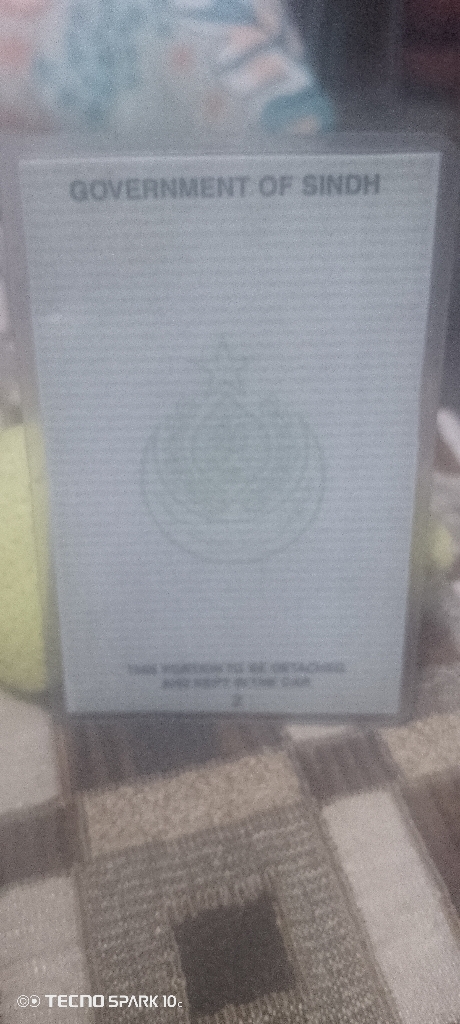 GOVERNMENT OF SINDH
THIS PORTION TO BE DETACHED
AND KEPT IN THE CAR
2
TECNO SPARK 10C